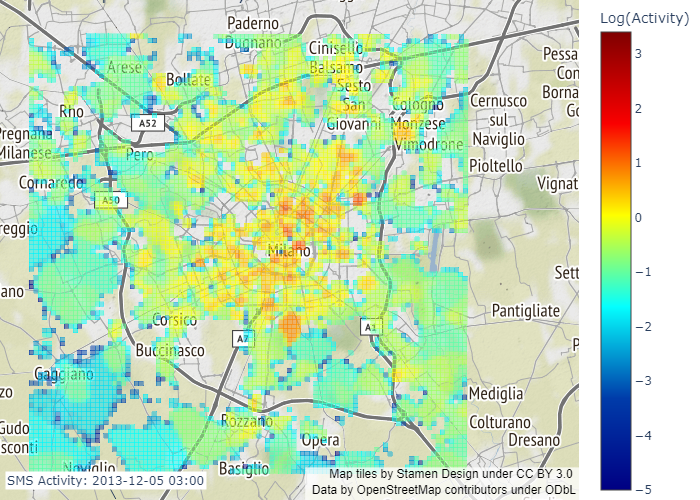 Paderno
Dugnano
Cinisello
Balsamo
Sesto
San
Giovanni
Cologno
Monzese
Vimodrone
Arese
Bollate
Rho
A52
Pero
Pregnana
Milanese
Cornaredo
A50
reggio
ano
Milano
Corsico
Buccinasco
A7
A1
Gaggiano
zo
Gudo
sconti
Noviglio
Rozzano
Opera
Basiglio
Cernusco
sul
Naviglio
Pioltello
Pessa
Con
Borna
Go
Vignat
Sett
Pantigliate
P
Mediglia
Colturano
Dresano
SMS Activity: 2013-12-05 03:00
Map tiles by Stamen Design under CC BY 3.0
Data by OpenStreetMap contributors under ODbL
Log(Activity)
3
2
1
0
−1
−2
−3
−4
−5